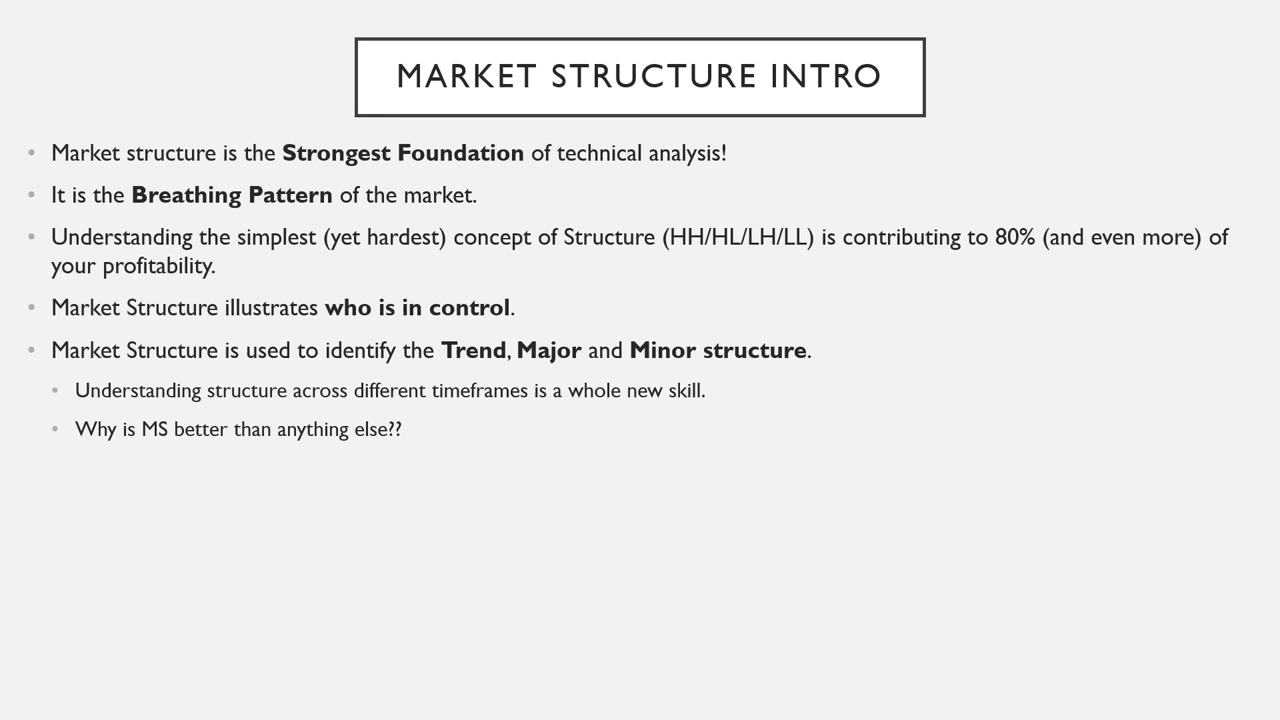 MARKET STRUCTURE INTRO
• Market structure is the Strongest Foundation of technical analysis!
• It is the Breathing Pattern of the market.
• Understanding the simplest (yet hardest) concept of Structure (HH/HL/LH/LL) is contributing to 80% (and even more) of
your profitability.
• Market Structure illustrates who is in control.
• Market Structure is used to identify the Trend, Major and Minor structure.
• Understanding structure across different timeframes is a whole new skill.
• Why is MS better than anything else??